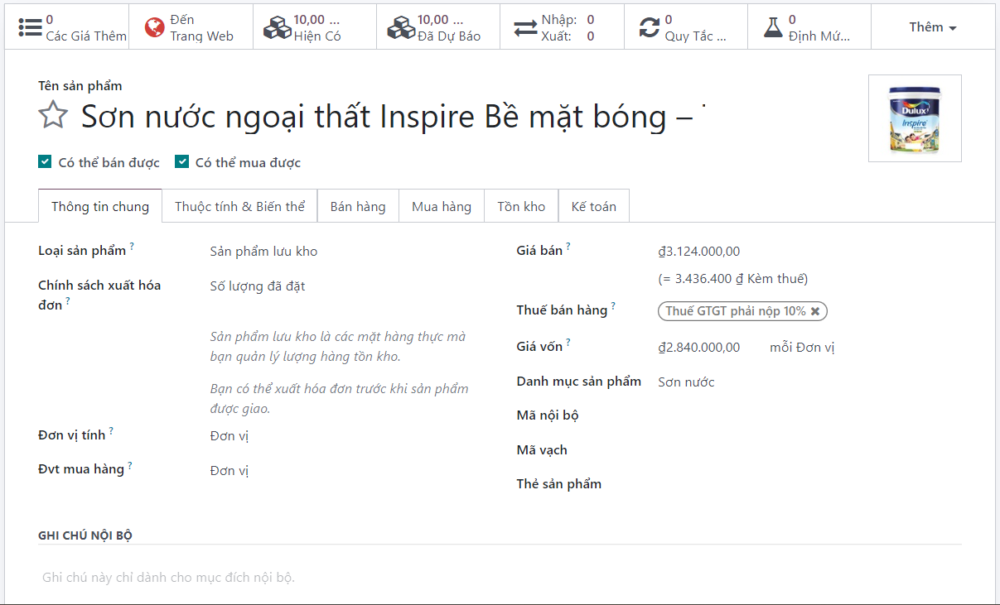 0
Các Giá Thêm
Đến
Trang Web
10,00 ...
Hiện Có
10,00 ...
Đã Dự Báo
Nhập: 0
Xuất: 0
0
Quy Tắc ...
0
Định Mứ...
Thêm
Tên sản phẩm
Sơn nước ngoại thất Inspire Bề mặt bóng –
Dulux
Inspire
Có thể bán được Có thể mua được
Thông tin chung Thuộc tính & Biến thể Bán hàng Mua hàng Tồn kho Kế toán
Loại sản phẩm ? Sản phẩm lưu kho
Chính sách xuất hóa đơn ? Số lượng đã đặt
Sản phẩm lưu kho là các mặt hàng thực mà
bạn quản lý lượng hàng tồn kho.
Bạn có thể xuất hóa đơn trước khi sản phẩm
được giao.
Đơn vị tính ? Đơn vị
Đvt mua hàng ? Đơn vị
Giá bán ? ₫3.124.000,00
(= 3.436.400 ₫ Kèm thuế)
Thuế bán hàng ? Thuế GTGT phải nộp 10% ✖
Giá vốn ? ₫2.840.000,00 mỗi Đơn vị
Danh mục sản phẩm Sơn nước
Mã nội bộ
Mã vạch
Thẻ sản phẩm
GHI CHÚ NỘI BỘ
Ghi chú này chỉ dành cho mục đích nội bộ.